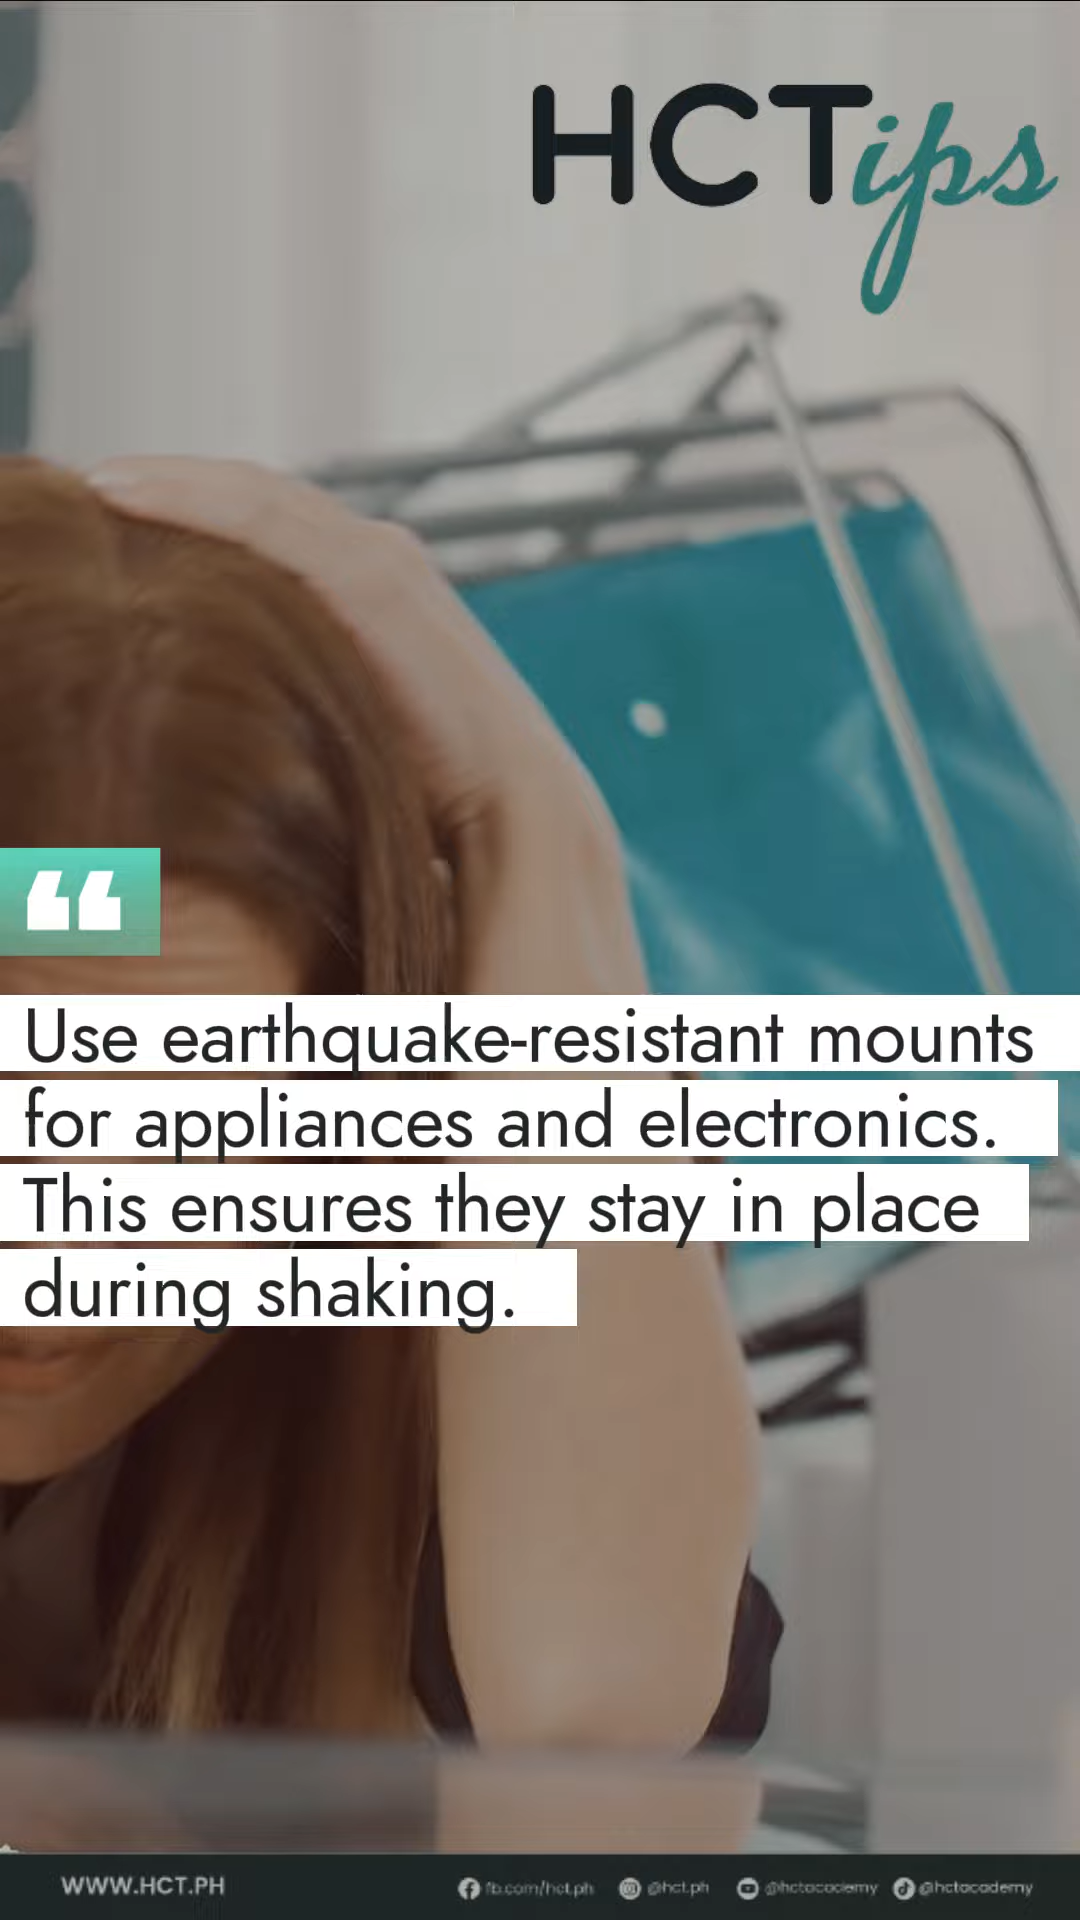 HCTips
“
Use earthquake-resistant mounts
for appliances and electronics.
This ensures they stay in place
during shaking.
WWW.HCT.PH
fb.com/hct.ph
@hct.ph
@hctacademy
@hctacademy